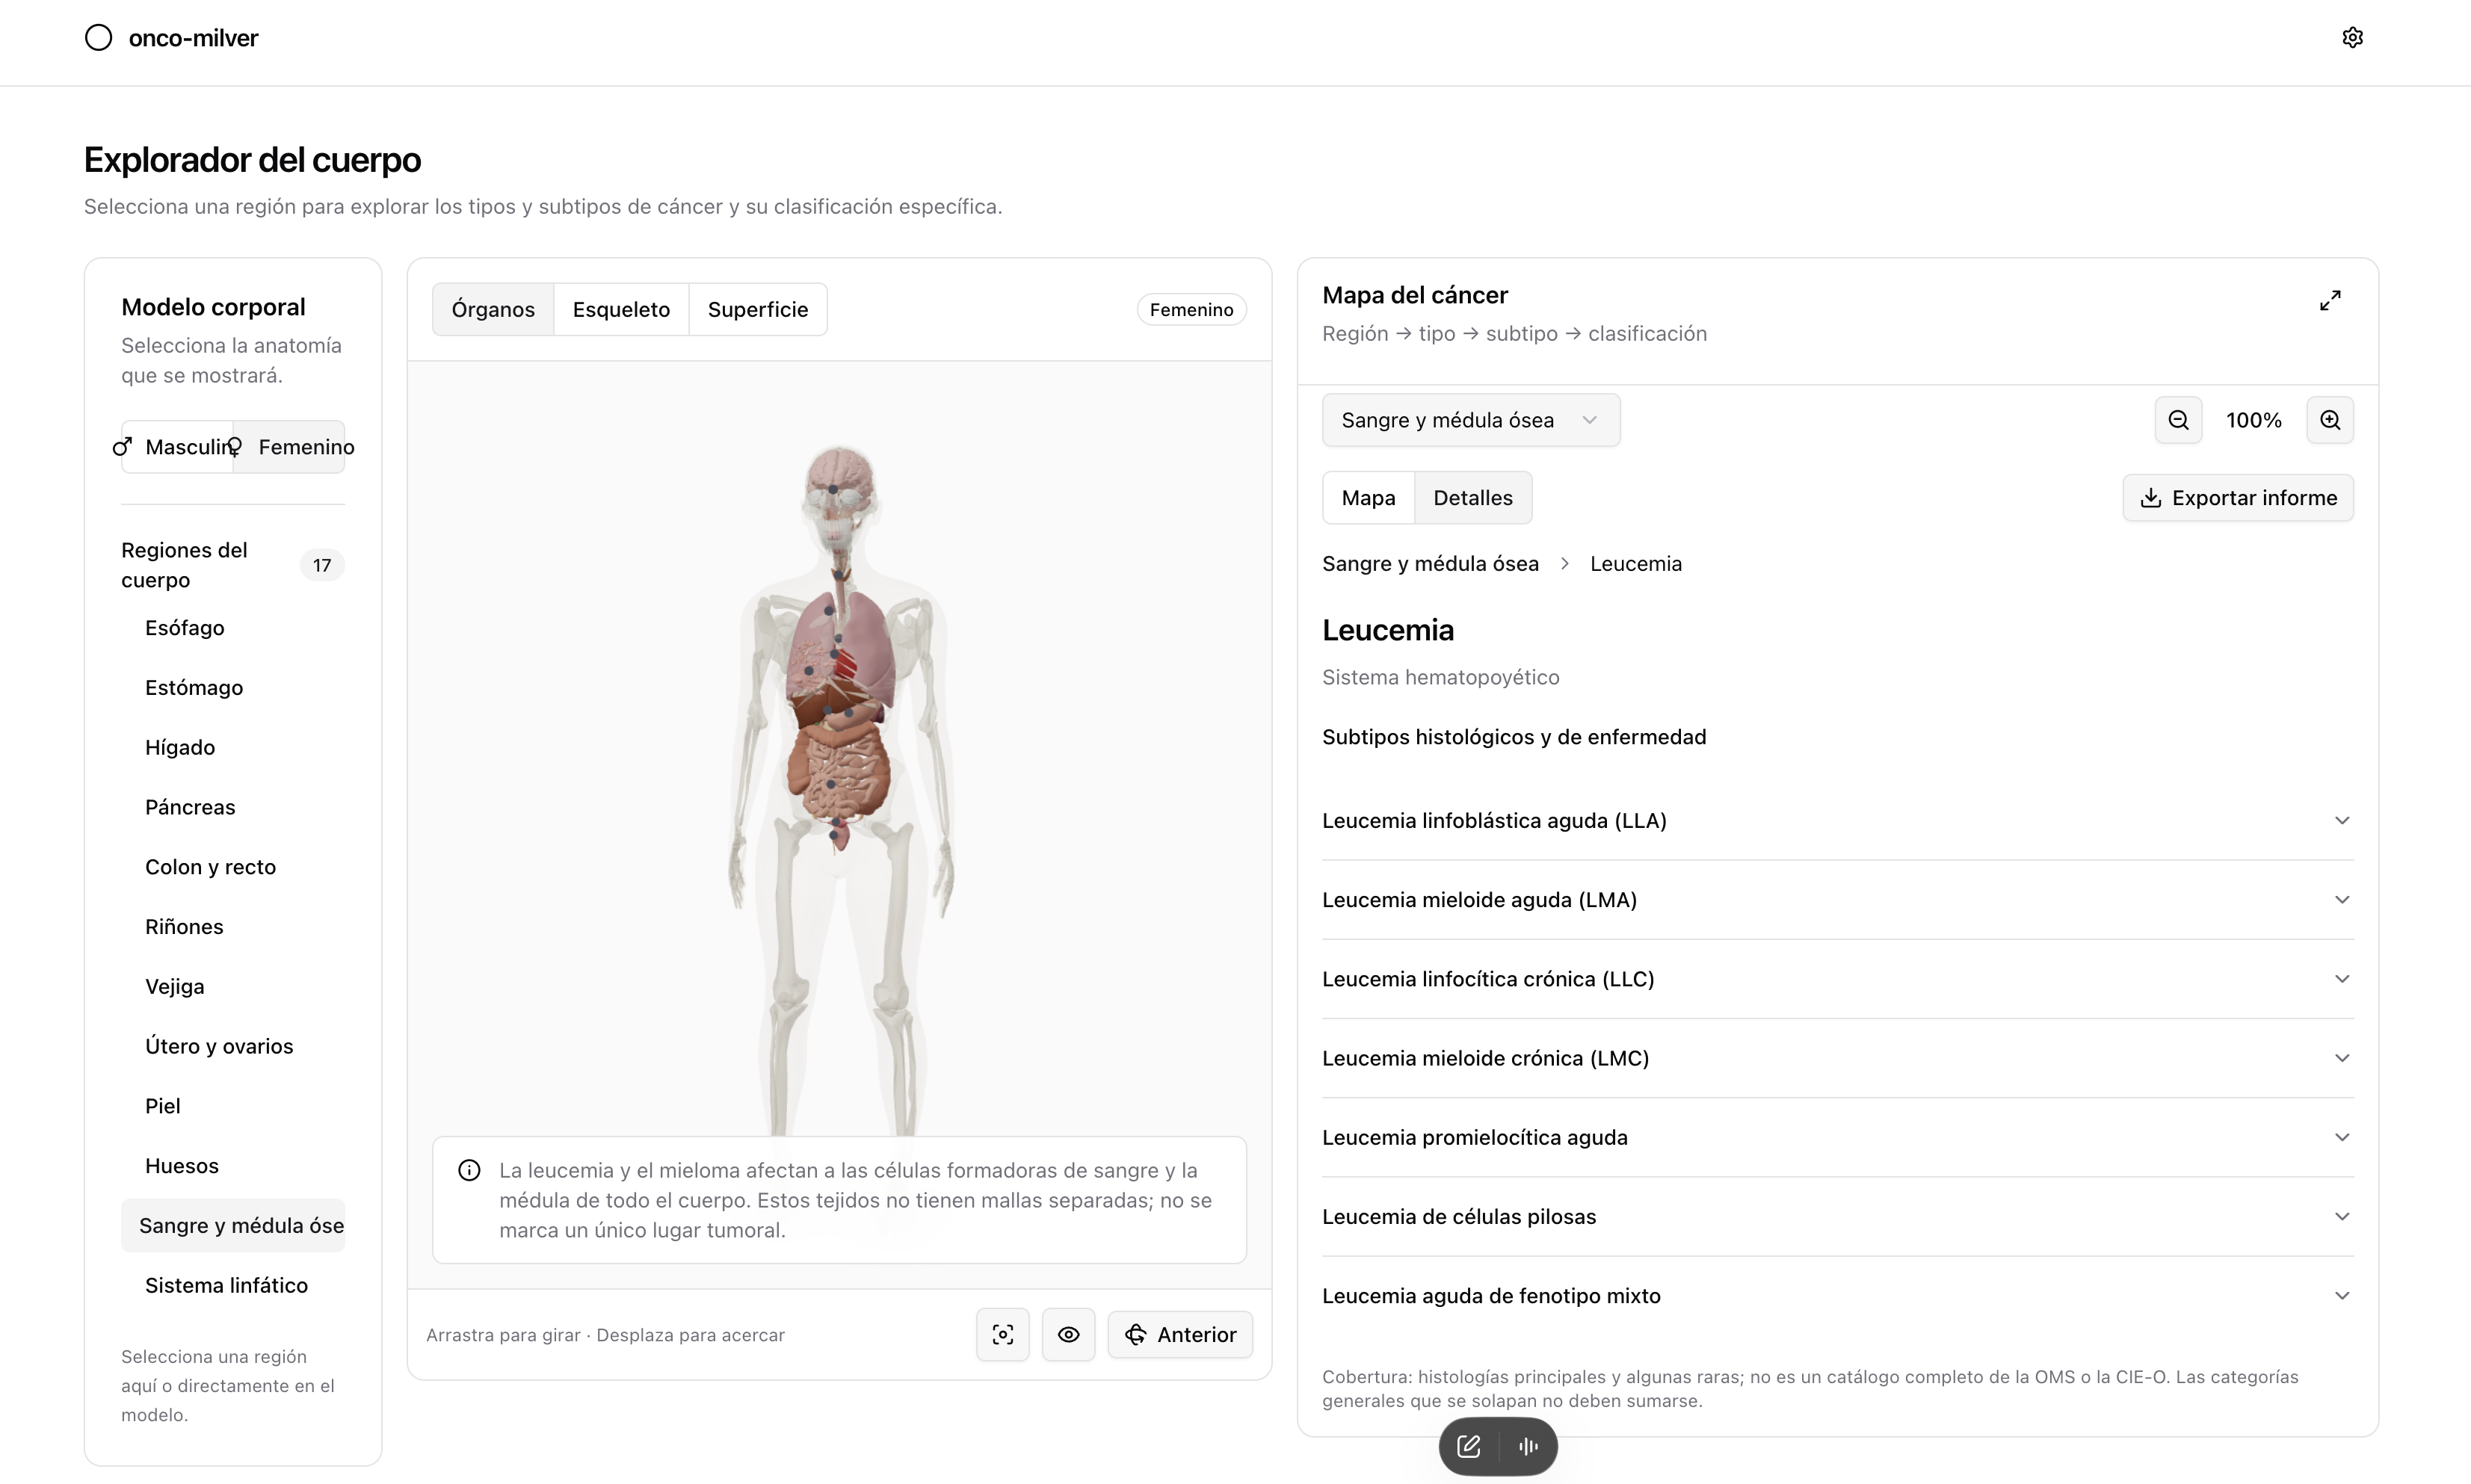 onco-milver
Explorador del cuerpo
Selecciona una región para explorar los tipos y subtipos de cáncer y su clasificación específica.
Modelo corporal
Selecciona la anatomía
que se mostrará.
Masculin
Femenino
Regiones del
cuerpo
17
Esófago
Estómago
Hígado
Páncreas
Colon y recto
Riñones
Vejiga
Útero y ovarios
Piel
Huesos
Sangre y médula óse
Sistema linfático
Selecciona una región
aquí o directamente en el
modelo.
Órganos
Esqueleto
Superficie
Femenino
La leucemia y el mieloma afectan a las células formadoras de sangre y la
médula de todo el cuerpo. Estos tejidos no tienen mallas separadas; no se
marca un único lugar tumoral.
Arrastra para girar · Desplaza para acercar
Anterior
Mapa del cáncer
Región → tipo → subtipo → clasificación
Sangre y médula ósea
100%
Mapa
Detalles
Exportar informe
Sangre y médula ósea > Leucemia
Leucemia
Sistema hematopoyético
Subtipos histológicos y de enfermedad
Leucemia linfoblástica aguda (LLA)
Leucemia mieloide aguda (LMA)
Leucemia linfocítica crónica (LLC)
Leucemia mieloide crónica (LMC)
Leucemia promielocítica aguda
Leucemia de células pilosas
Leucemia aguda de fenotipo mixto
Cobertura: histologías principales y algunas raras; no es un catálogo completo de la OMS o la CIE-O. Las categorías
generales que se solapan no deben sumarse.